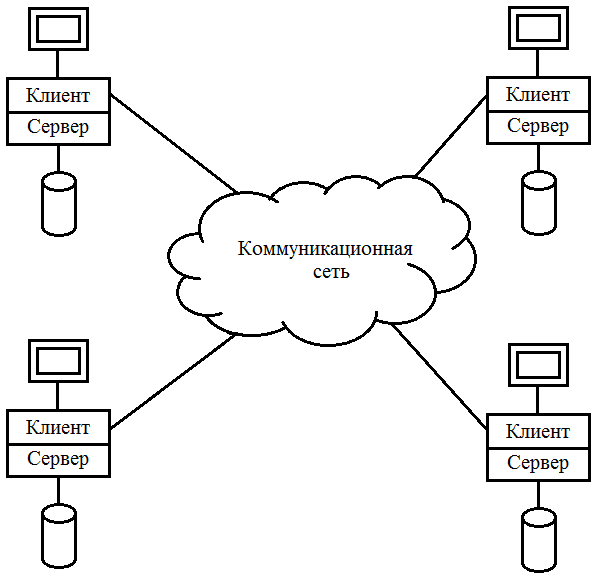 Клиент
Сервер
Клиент
Сервер
Коммуникационная
сеть
Клиент
Сервер
Клиент
Сервер